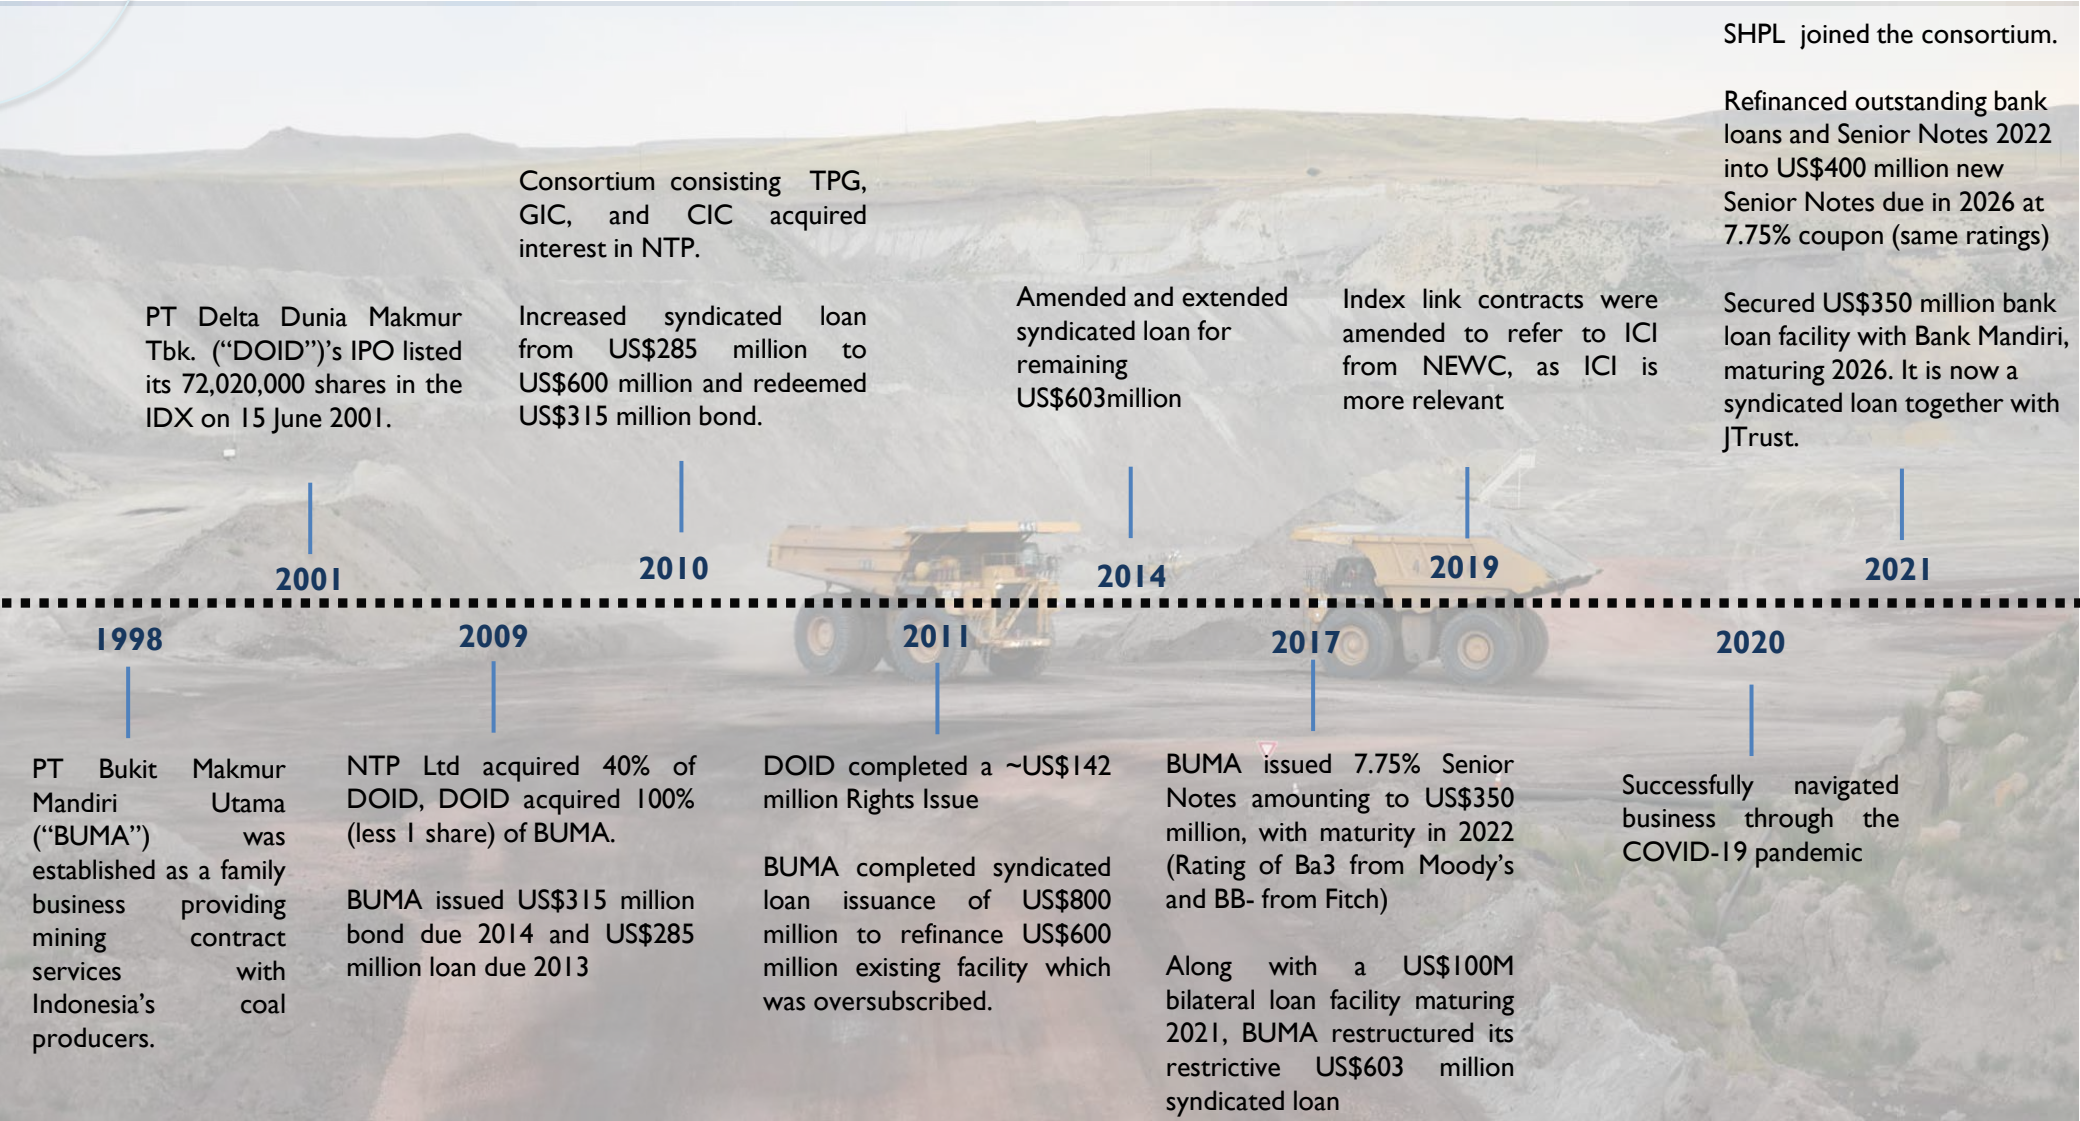 SHPL joined the consortium.
Refinanced outstanding bank
loans and Senior Notes 2022
into US$400 million new
Senior Notes due in 2026 at
7.75% coupon (same ratings)
Secured US$350 million bank
loan facility with Bank Mandiri,
maturing 2026. It is now a
syndicated loan together with
JTrust.
Consortium consisting TPG,
GIC, and CIC acquired
interest in NTP.
Increased syndicated loan
from US$285 million to
US$600 million and redeemed
US$315 million bond.
PT Delta Dunia Makmur
Tbk. (“DOID”)’s IPO listed
its 72,020,000 shares in the
IDX on 15 June 2001.
Amended and extended
syndicated loan for
remaining
US$603million
Index link contracts were
amended to refer to ICI
from NEWC, as ICI is
more relevant
2001
2010
2014
2019
2021
1998
2009
2011
2017
2020
PT Bukit Makmur
Mandiri Utama
(“BUMA”) was
established as a family
business providing
mining contract
services with
Indonesia’s coal
producers.
NTP Ltd acquired 40% of
DOID, DOID acquired 100%
(less 1 share) of BUMA.
BUMA issued US$315 million
bond due 2014 and US$285
million loan due 2013
DOID completed a ~US$142
million Rights Issue
BUMA completed syndicated
loan issuance of US$800
million to refinance US$600
million existing facility which
was oversubscribed.
BUMA issued 7.75% Senior
Notes amounting to US$350
million, with maturity in 2022
(Rating of Ba3 from Moody’s
and BB- from Fitch)
Along with a US$100M
bilateral loan facility maturing
2021, BUMA restructured its
restrictive US$603 million
syndicated loan
Successfully navigated
business through the
COVID-19 pandemic